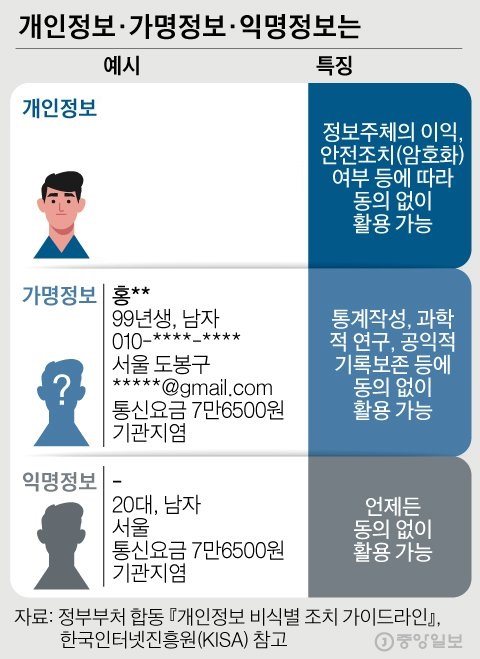 개인정보·가명정보·익명정보는
예시
특징
개인정보
정보주체의 이익,
안전조치(암호화)
여부 등에 따라
동의 없이
활용 가능
가명정보
?
홍**
99년생, 남자
010-****-****
서울 도봉구
*****@gmail.com
통신요금 7만6500원
기관지염
통계작성, 과학
적 연구, 공익적
기록보존 등에
동의 없이
활용 가능
익명정보
-
20대, 남자
서울
통신요금 7만6500원
기관지염
언제든
동의 없이
활용 가능
자료: 정부부처 합동 『개인정보 비식별 조치 가이드라인』,
한국인터넷진흥원(KISA) 참고
중앙일보